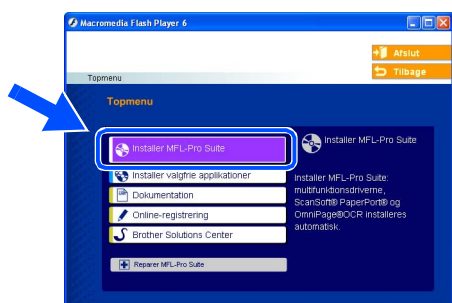 Macromedia Flash Player 6
Afslut
Tilbage
Topmenu
Topmenu
Installer MFL-Pro Suite
Installer valgfrie applikationer
Dokumentation
Online-registrering
Brother Solutions Center
Reparer MFL-Pro Suite
Installer MFL-Pro Suite
Installer MFL-Pro Suite:
multifunktionsdriverne,
ScanSoft® PaperPort® og
OmniPage®OCR installeres
automatisk.